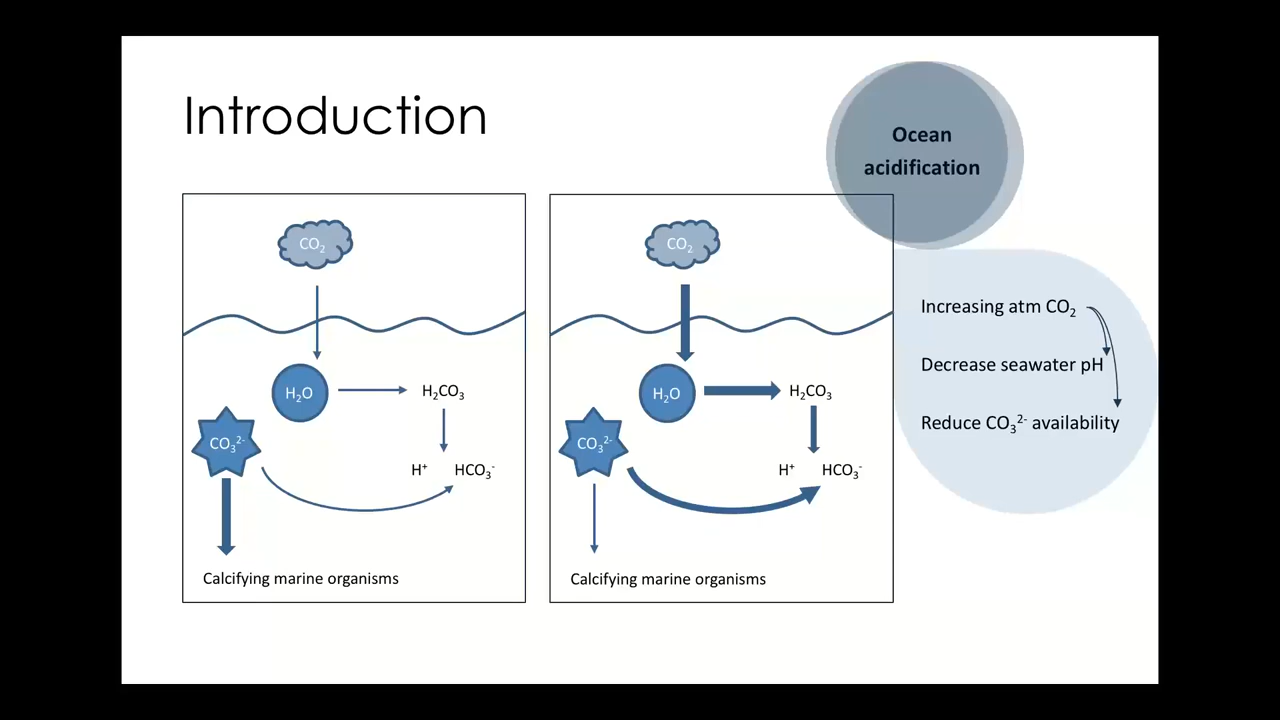 Introduction
Ocean
acidification
CO₂
H₂O
H₂CO₃
CO₃²⁻
H⁺ HCO₃⁻
Calcifying marine organisms
CO₂
H₂O
H₂CO₃
CO₃²⁻
H⁺ HCO₃⁻
Calcifying marine organisms
Increasing atm CO₂
Decrease seawater pH
Reduce CO₃²⁻ availability